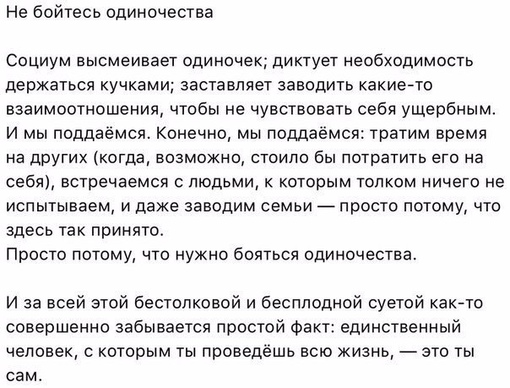 Не бойтесь одиночества
Социум высмеивает одиночек; диктует необходимость
держаться кучками; заставляет заводить какие-то
взаимоотношения, чтобы не чувствовать себя ущербным.
И мы поддаёмся. Конечно, мы поддаёмся: тратим время
на других (когда, возможно, стоило бы потратить его на
себя), встречаемся с людьми, к которым толком ничего не
испытываем, и даже заводим семьи — просто потому, что
здесь так принято.
Просто потому, что нужно бояться одиночества.
И за всей этой бестолковой и бесплодной суетой как-то
совершенно забывается простой факт: единственный
человек, с которым ты проведёшь всю жизнь, — это ты
сам.